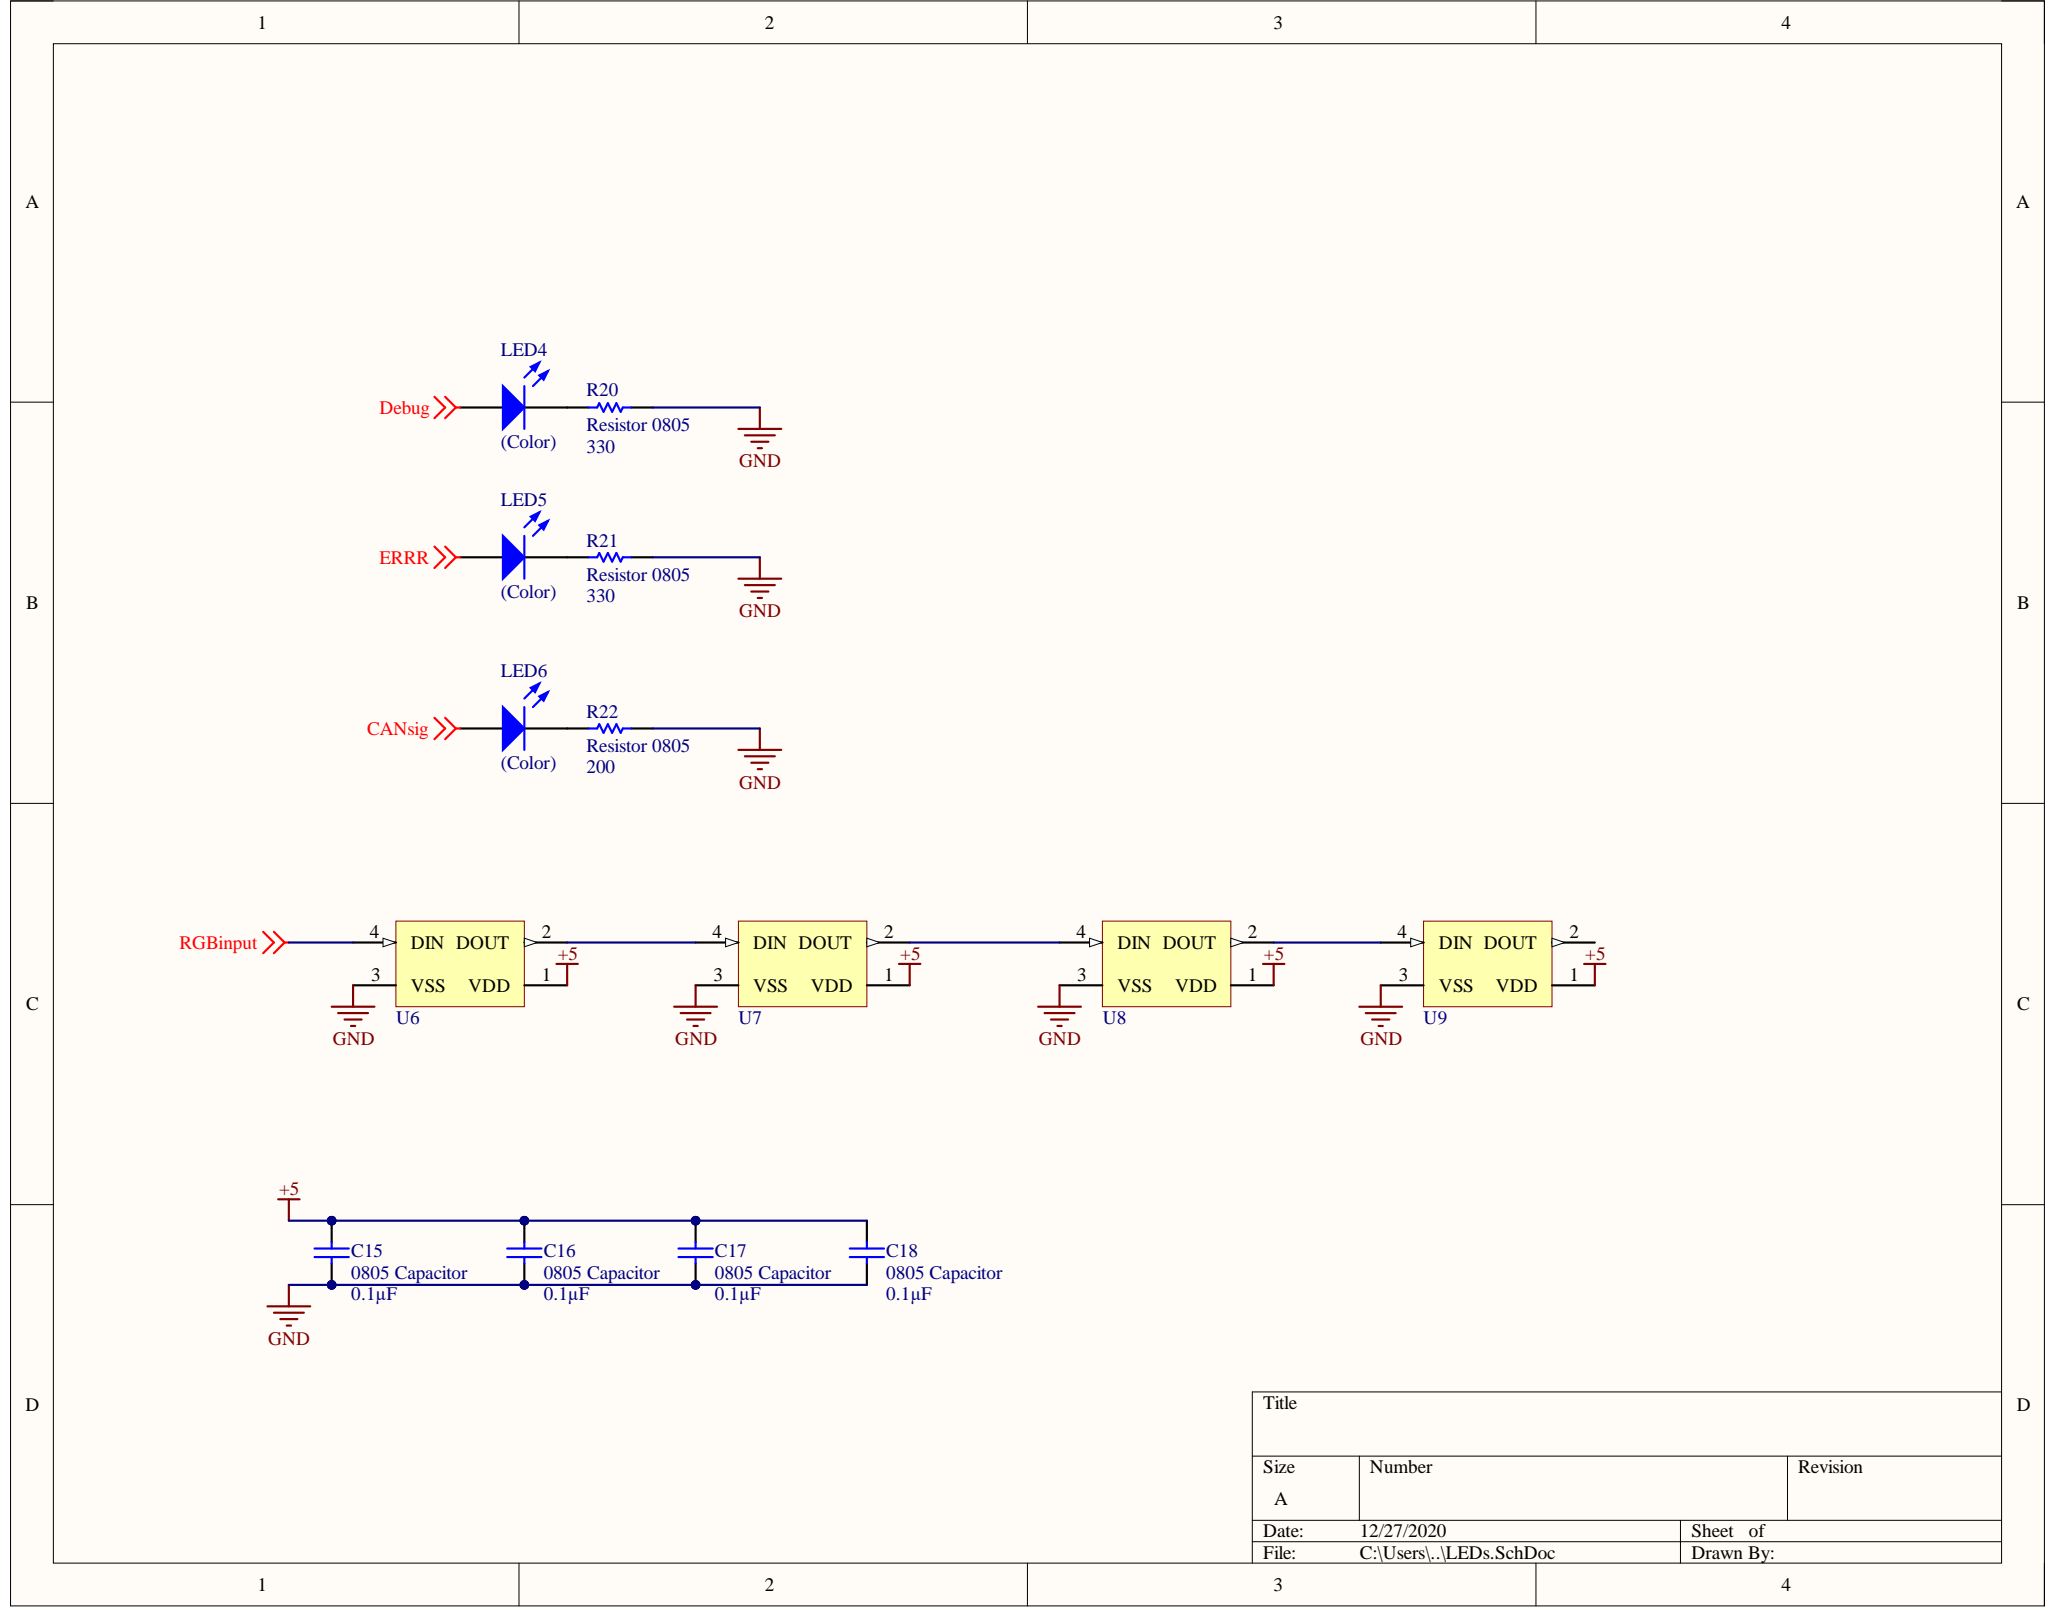 1 2 3 4
A A
LED4
Debug
R20
Resistor 0805
(Color)
330
GND
LED5
ERRR
R21
Resistor 0805
(Color)
330
GND
B B
LED6
CANsig
R22
Resistor 0805
(Color)
200
GND
RGBinput 4 DIN DOUT 2 4 DIN DOUT 2 4 DIN DOUT 2 4 DIN DOUT 2
+5 +5 +5 +5
3 VSS VDD 1 3 VSS VDD 1 3 VSS VDD 1 3 VSS VDD 1
C C
U6 U7 U8 U9
GND GND GND GND
+5
C15 C16 C17 C18
0805 Capacitor 0805 Capacitor 0805 Capacitor 0805 Capacitor
0.1µF 0.1µF 0.1µF 0.1µF
GND
D D
Title
Size Number Revision
A
Date: 12/27/2020 Sheet of
File: C:\Users\..\LEDs.SchDoc Drawn By:
1 2 3 4